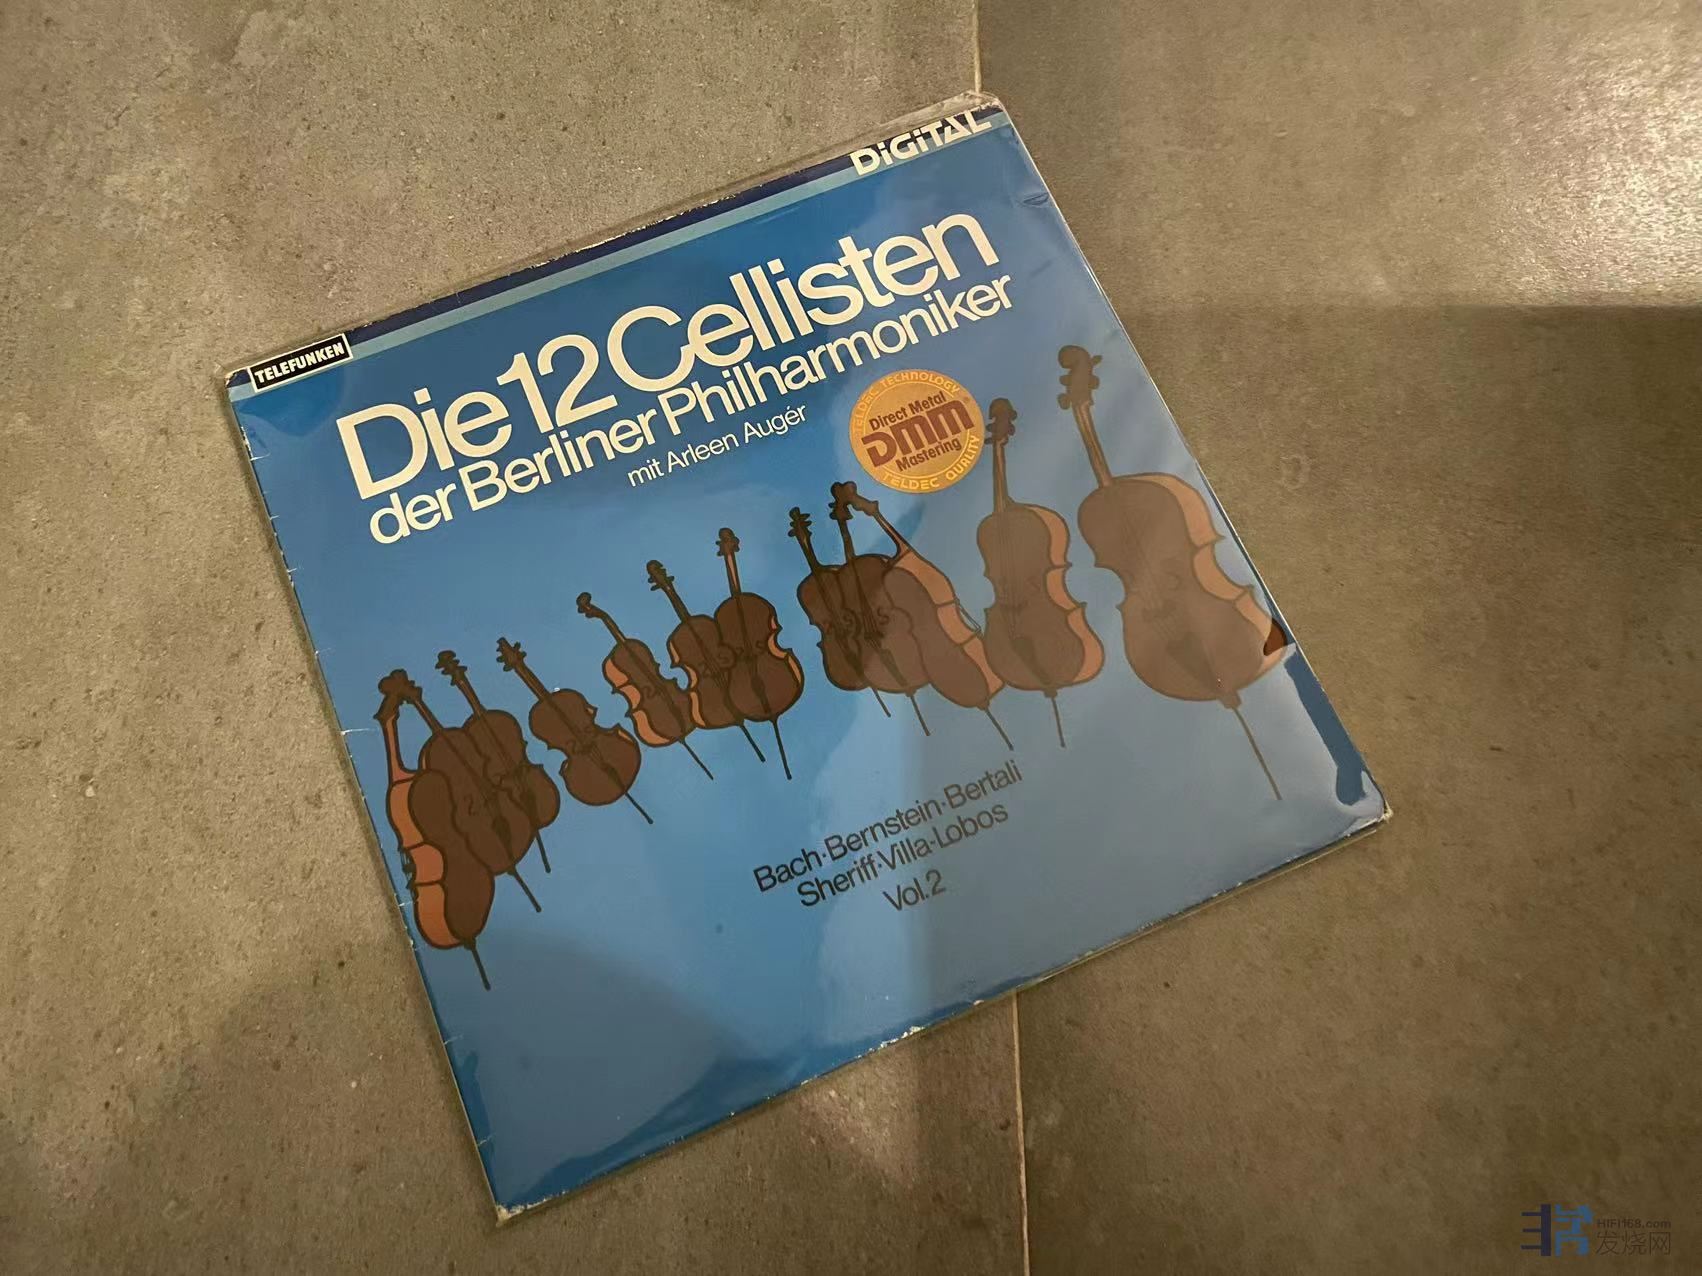 DiGiTAL
TELEFUNKEN
Die 12 Cellisten
der Berliner Philharmoniker
mit Arleen Augér
TELDEC TECHNOLOGY
Direct Metal
DMM
Mastering
TELDEC QUALITY
Bach·Bernstein·Bertali
Sheriff·Villa-Lobos
Vol.2
HIFI168.com
发烧网